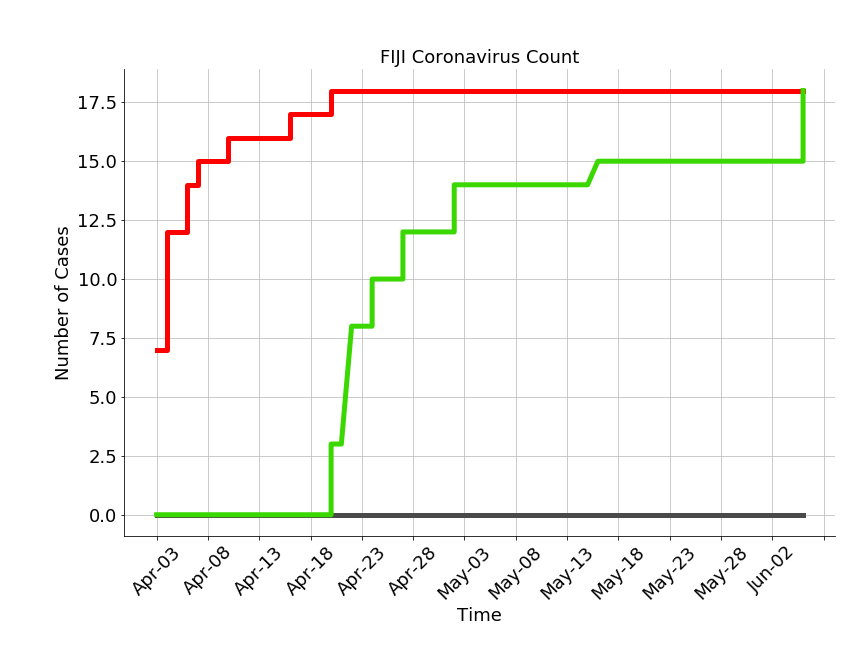 FIJI Coronavirus Count
Number of Cases
17.5
15.0
12.5
10.0
7.5
5.0
2.5
0.0
Apr-03
Apr-08
Apr-13
Apr-18
Apr-23
Apr-28
May-03
May-08
May-13
May-18
May-23
May-28
Jun-02
Time